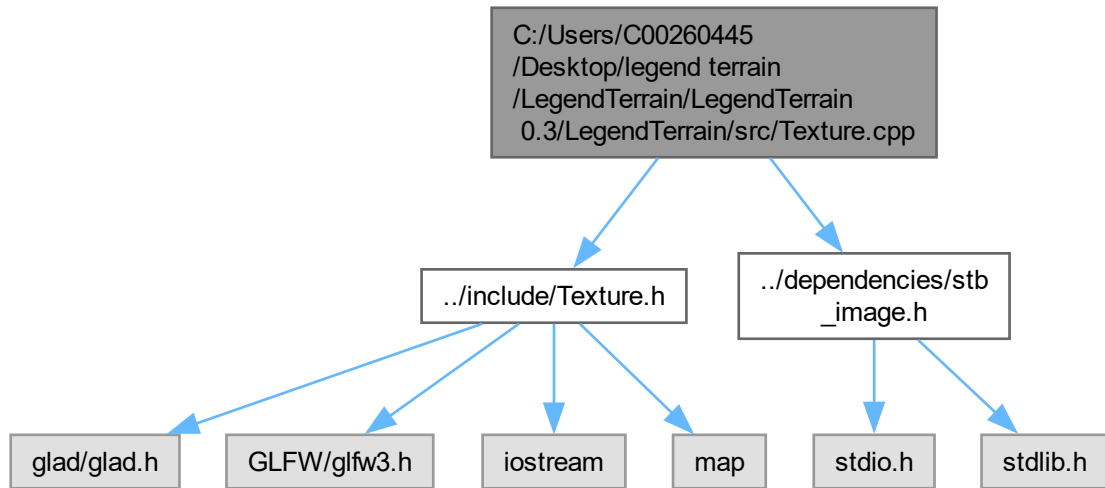 C:/Users/C00260445
/Desktop/legend terrain
/LegendTerrain/LegendTerrain
0.3/LegendTerrain/src/Texture.cpp
../include/Texture.h
../dependencies/stb
_image.h
glad/glad.h
GLFW/glfw3.h
iostream
map
stdio.h
stdlib.h